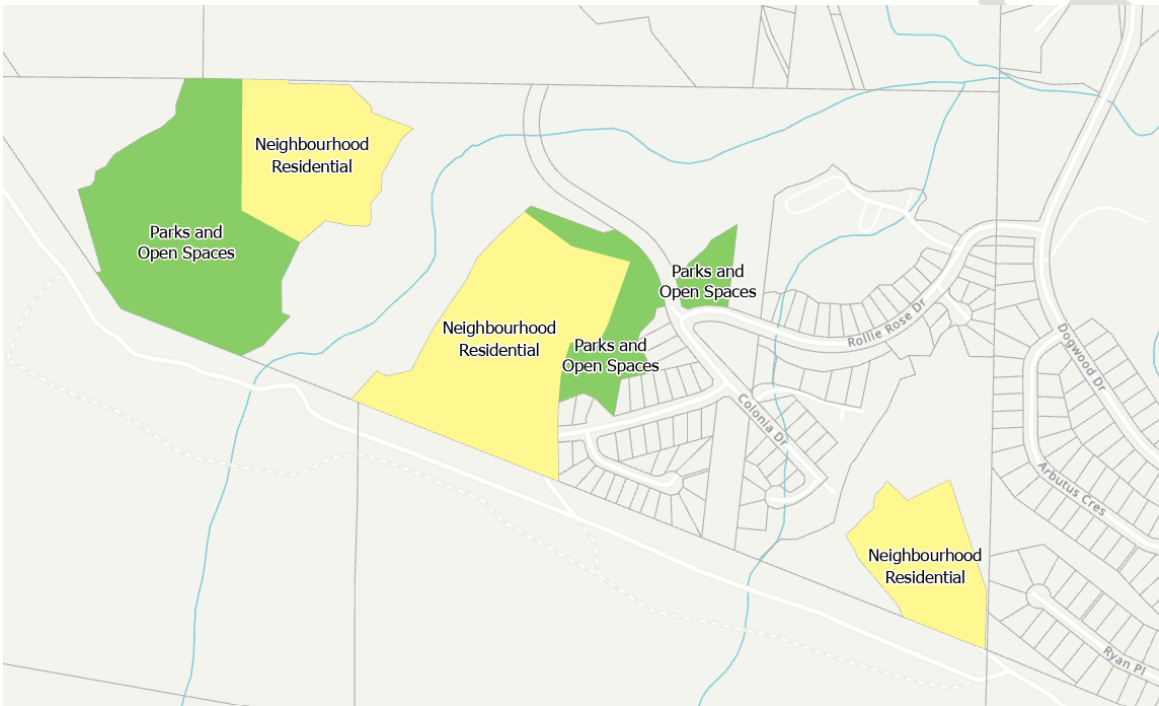 Neighbourhood
Residential
Parks and
Open Spaces
Parks and
Open Spaces
Neighbourhood
Residential
Parks and
Open Spaces
Rollie Rose Dr
Dogwood Dr
Colonia Dr
Arbutus Cres
Neighbourhood
Residential
Ryan Pl